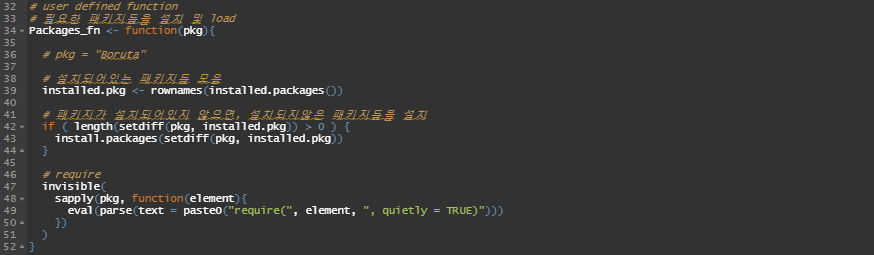 32 # user defined function
33 # 필요한 패키지들을 설치 및 load
34 Packages_fn <- function(pkg){
35
36   # pkg = "Boruta"
37
38   # 설치되어있는 패키지들 모음
39   installed.pkg <- rownames(installed.packages())
40
41   # 패키지가 설치되어있지 않으면, 설치되지않은 패키지들을 설치
42   if ( length(setdiff(pkg, installed.pkg)) > 0 ) {
43     install.packages(setdiff(pkg, installed.pkg))
44   }
45
46   # require
47   invisible(
48     sapply(pkg, function(element){
49       eval(parse(text = paste0("require(", element, ", quietly = TRUE)")))
50     })
51   )
52 }